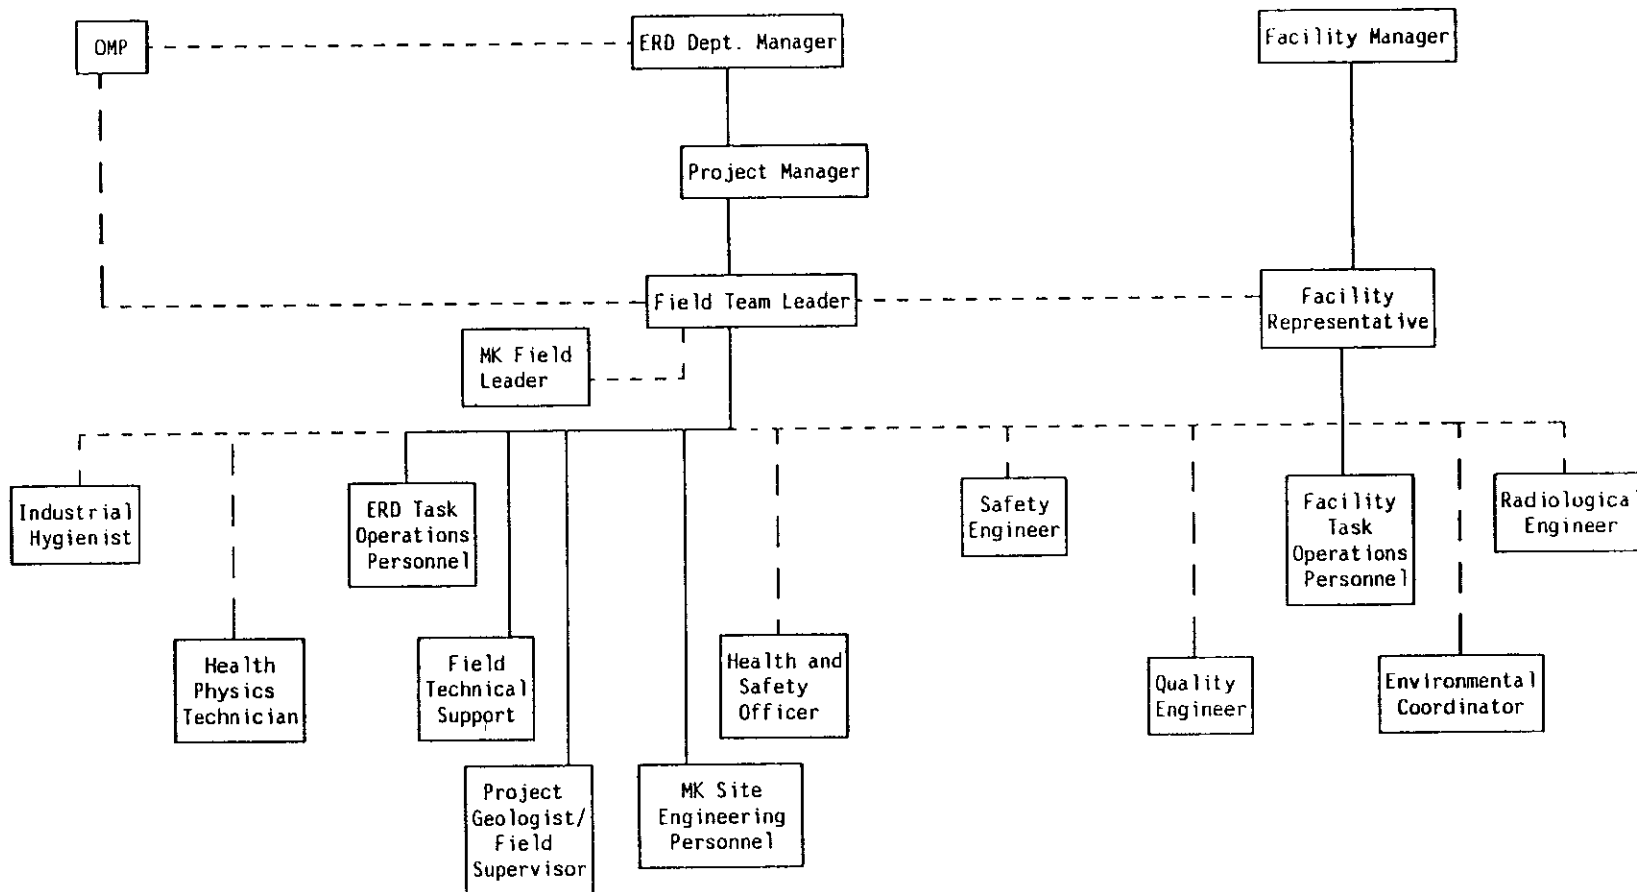 OMP
ERD Dept. Manager
Facility Manager
Project Manager
Field Team Leader
Facility
Representative
MK Field
Leader
Industrial
Hygienist
ERD Task
Operations
Personnel
Safety
Engineer
Facility
Task
Operations
Personnel
Radiological
Engineer
Health
Physics
Technician
Field
Technical
Support
Health and
Safety
Officer
Quality
Engineer
Environmental
Coordinator
Project
Geologist/
Field
Supervisor
MK Site
Engineering
Personnel